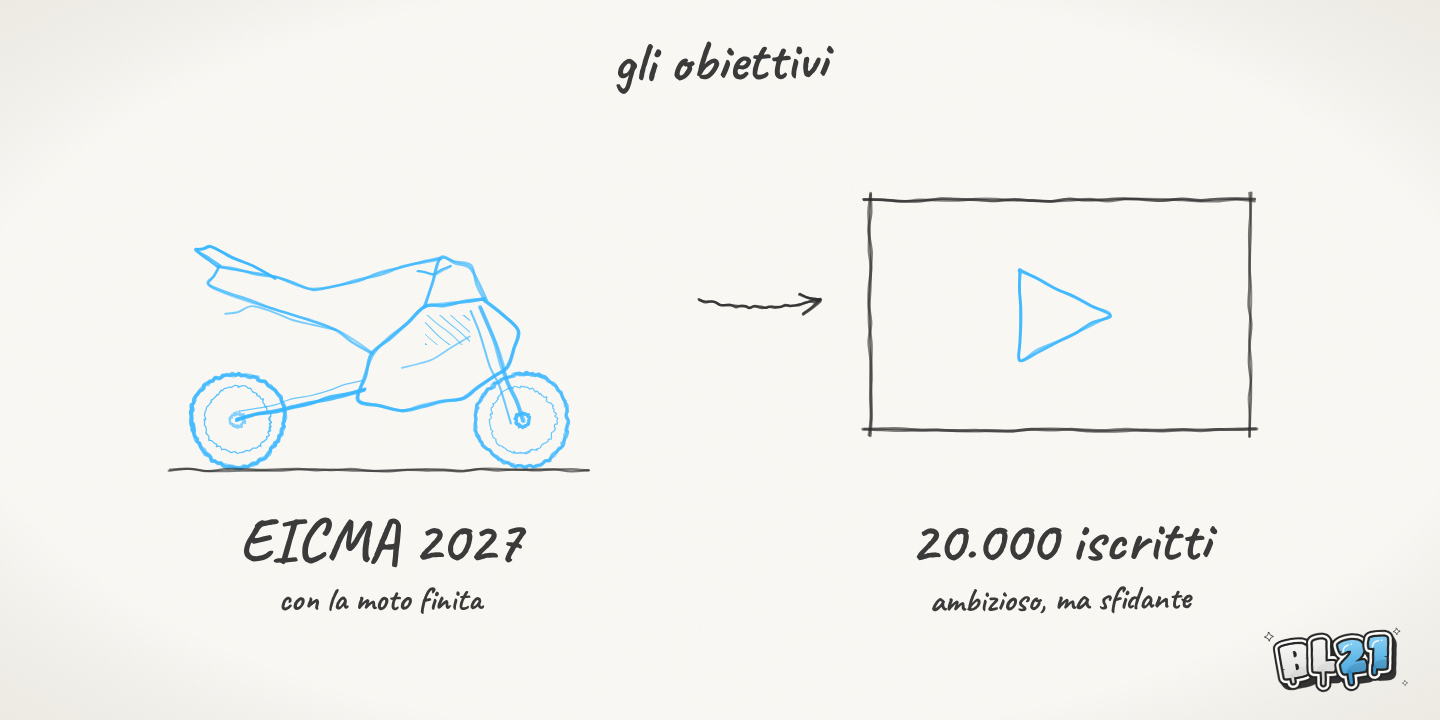 gli obiettivi
EICMA 2027
con la moto finita
20.000 iscritti
ambizioso, ma sfidante
BL21